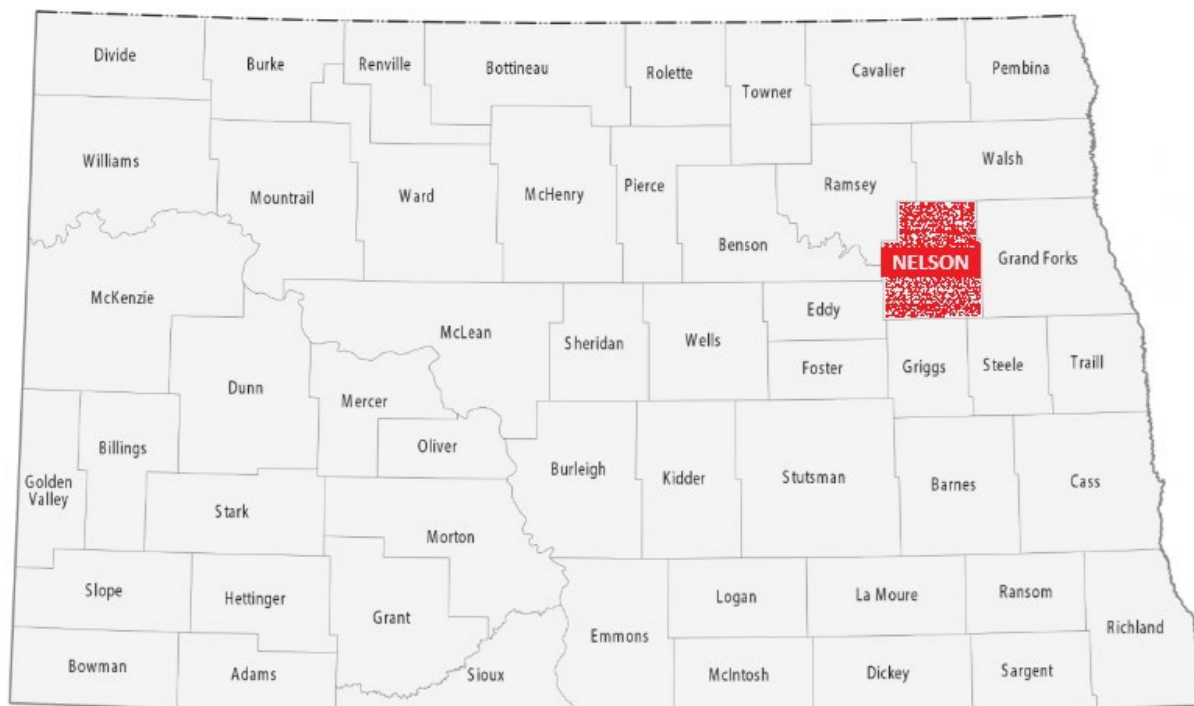 Divide
Burke
Renville
Bottineau
Rolette
Towner
Cavalier
Pembina
Williams
Mountrail
Ward
McHenry
Pierce
Benson
Ramsey
Walsh
NELSON
Grand Forks
McKenzie
McLean
Sheridan
Wells
Eddy
Foster
Griggs
Steele
Traill
Dunn
Mercer
Oliver
Golden
Valley
Billings
Stark
Morton
Burleigh
Kidder
Stutsman
Barnes
Cass
Slope
Hettinger
Grant
Emmons
Logan
La Moure
Ransom
Richland
Bowman
Adams
Sioux
McIntosh
Dickey
Sargent